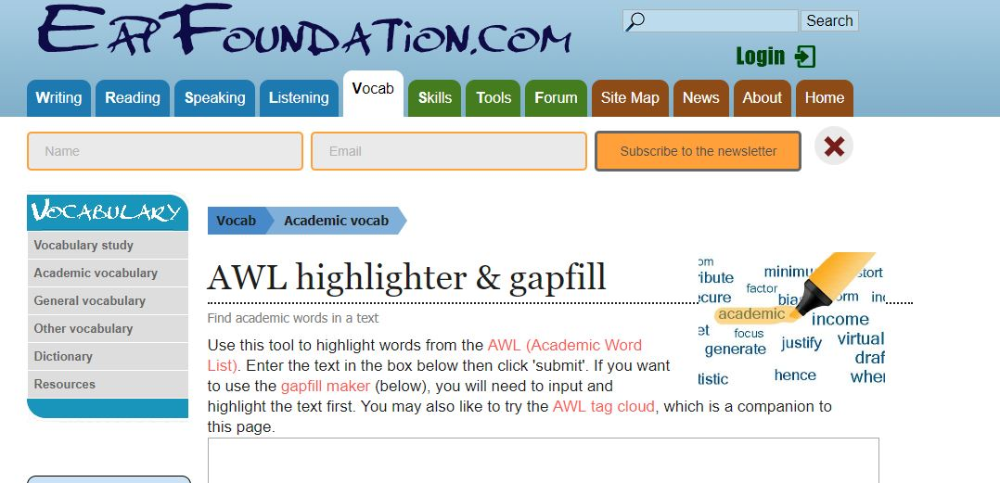 EAPFOUNDATION.COM
Search
Login
Writing Reading Speaking Listening Vocab Skills Tools Forum Site Map News About Home
Name Email Subscribe to the newsletter
VOCABULARY
Vocabulary study
Academic vocabulary
General vocabulary
Other vocabulary
Dictionary
Resources
Vocab Academic vocab
AWL highlighter & gapfill
Find academic words in a text
Use this tool to highlight words from the AWL (Academic Word
List). Enter the text in the box below then click 'submit'. If you want
to use the gapfill maker (below), you will need to input and
highlight the text first. You may also like to try the AWL tag cloud, which is a companion to
this page.
om
ribute minimu stort
factor
ecure bias orm inc
academic income
et focus virtual
generate justify draf
tistic hence whe